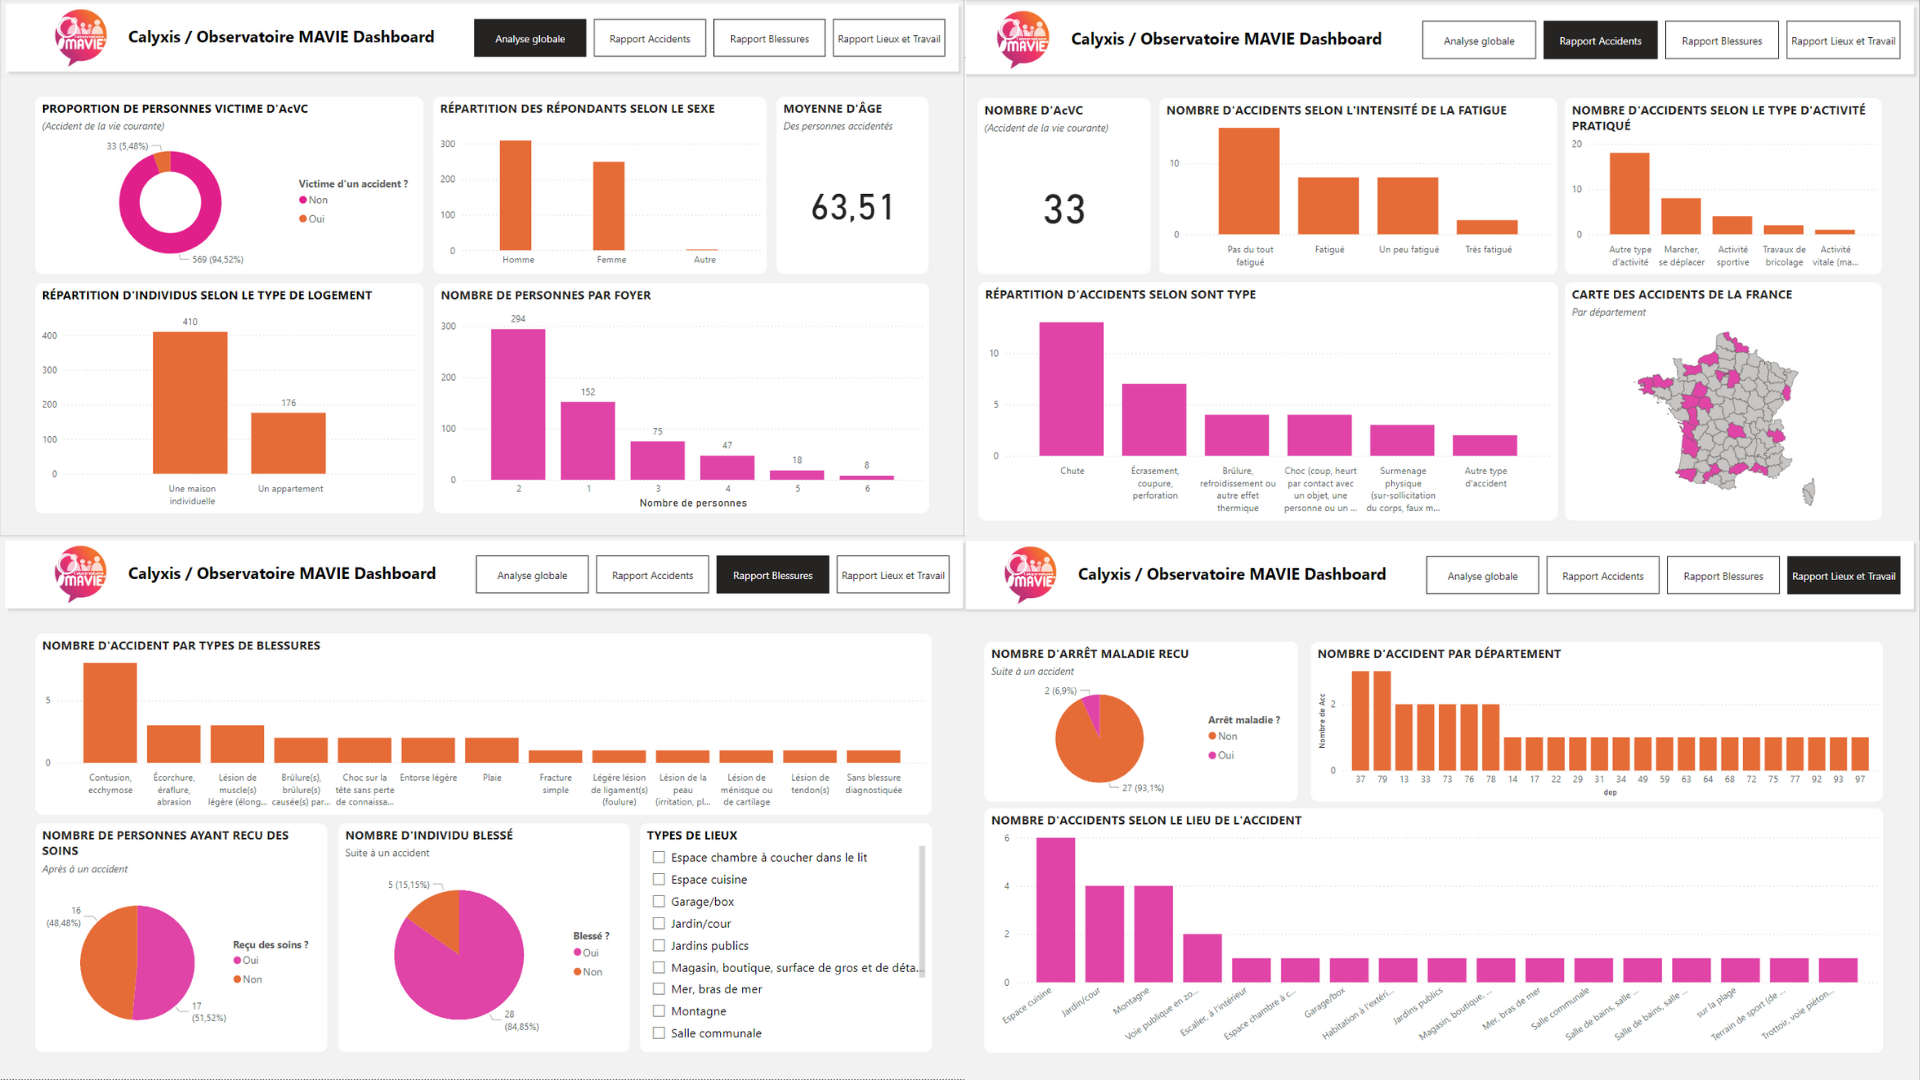 MAVIE
Calyxis / Observatoire MAVIE Dashboard
Analyse globale
Rapport Accidents
Rapport Blessures
Rapport Lieux et Travail
PROPORTION DE PERSONNES VICTIME D'AcVC
(Accident de la vie courante)
33 (5,48%)
569 (94,52%)
Victime d'un accident ?
Non
Oui
RÉPARTITION DES RÉPONDANTS SELON LE SEXE
300
200
100
0
Homme
Femme
Autre
MOYENNE D'ÂGE
Des personnes accidentés
63,51
RÉPARTITION D'INDIVIDUS SELON LE TYPE DE LOGEMENT
400
300
200
100
0
410
176
Une maison
individuelle
Un appartement
NOMBRE DE PERSONNES PAR FOYER
300
200
100
0
294
152
75
47
18
8
2
1
3
4
5
6
Nombre de personnes
MAVIE
Calyxis / Observatoire MAVIE Dashboard
Analyse globale
Rapport Accidents
Rapport Blessures
Rapport Lieux et Travail
NOMBRE D'AcVC
(Accident de la vie courante)
33
NOMBRE D'ACCIDENTS SELON L'INTENSITÉ DE LA FATIGUE
10
0
Pas du tout
fatigué
Fatigué
Un peu fatigué
Très fatigué
NOMBRE D'ACCIDENTS SELON LE TYPE D'ACTIVITÉ
PRATIQUÉ
20
10
0
Autre type
d'activité
Marcher,
se déplacer
Activité
sportive
Travaux de
bricolage
Activité
vitale (ma...
RÉPARTITION D'ACCIDENTS SELON SONT TYPE
10
5
0
Chute
Écrasement,
coupure,
perforation
Brûlure,
refroidissement ou
autre effet
thermique
Choc (coup, heurt
par contact avec
un objet, une
personne ou un ...
Surmenage
physique
(sur-sollicitation
du corps, faux m...
Autre type
d'accident
CARTE DES ACCIDENTS DE LA FRANCE
Par département
MAVIE
Calyxis / Observatoire MAVIE Dashboard
Analyse globale
Rapport Accidents
Rapport Blessures
Rapport Lieux et Travail
NOMBRE D'ACCIDENT PAR TYPES DE BLESSURES
5
0
Contusion,
ecchymose
Écorchure,
éraflure,
abrasion
Lésion de
muscle(s)
légère (élong...
Brûlure(s),
brûlure(s)
causée(s) par...
Choc sur la
tête sans perte
de connaissa...
Entorse légère
Plaie
Fracture
simple
Légère lésion
de ligament(s)
(foulure)
Lésion de la
peau
(irritation, pl...
Lésion de
ménisque ou
de cartilage
Lésion de
tendon(s)
Sans blessure
diagnostiquée
NOMBRE DE PERSONNES AYANT RECU DES
SOINS
Après à un accident
16
(48,48%)
17
(51,52%)
Reçu des soins ?
Oui
Non
NOMBRE D'INDIVIDU BLESSÉ
Suite à un accident
5 (15,15%)
28
(84,85%)
Blessé ?
Oui
Non
TYPES DE LIEUX
Espace chambre à coucher dans le lit
Espace cuisine
Garage/box
Jardin/cour
Jardins publics
Magasin, boutique, surface de gros et de déta...
Mer, bras de mer
Montagne
Salle communale
MAVIE
Calyxis / Observatoire MAVIE Dashboard
Analyse globale
Rapport Accidents
Rapport Blessures
Rapport Lieux et Travail
NOMBRE D'ARRÊT MALADIE RECU
Suite à un accident
2 (6,9%)
27 (93,1%)
Arrêt maladie ?
Non
Oui
NOMBRE D'ACCIDENT PAR DÉPARTEMENT
Nombre de Acc
2
0
37 79 13 33 73 76 78 14 17 22 29 31 34 49 59 63 64 68 72 75 77 92 93 97
dep
NOMBRE D'ACCIDENTS SELON LE LIEU DE L'ACCIDENT
6
4
2
0
Espace cuisine
Jardin/cour
Montagne
Voie publique en zo...
Escalier, à l'intérieur
Espace chambre à c...
Garage/box
Habitation à l'extéri...
Jardins publics
Magasin, boutique, ...
Mer, bras de mer
Salle communale
Salle de bains, salle ...
Salle de bains, salle ...
sur la plage
Terrain de sport (de ...
Trottoir, voie piéton...